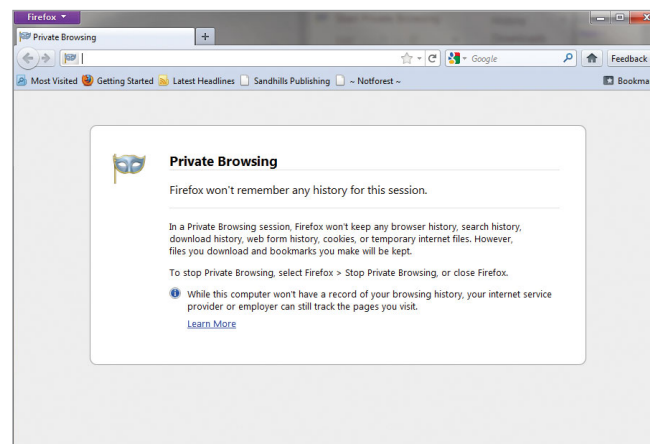 Firefox
Private Browsing
Google
Feedback
Most Visited Getting Started Latest Headlines Sandhills Publishing ~ Notforest ~
Private Browsing
Firefox won't remember any history for this session.
In a Private Browsing session, Firefox won't keep any browser history, search history,
download history, web form history, cookies, or temporary internet files. However,
files you download and bookmarks you make will be kept.
To stop Private Browsing, select Firefox > Stop Private Browsing, or close Firefox.
While this computer won't have a record of your browsing history, your internet service
provider or employer can still track the pages you visit.
Learn More